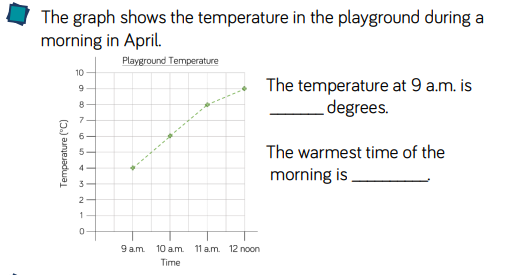 The graph shows the temperature in the playground during a
morning in April.
Playground Temperature
10
9
8
7
6
5
4
3
2
1
0
Temperature (°C)
9 a.m. 10 a.m. 11 a.m. 12 noon
Time
The temperature at 9 a.m. is
______ degrees.
The warmest time of the
morning is _________.